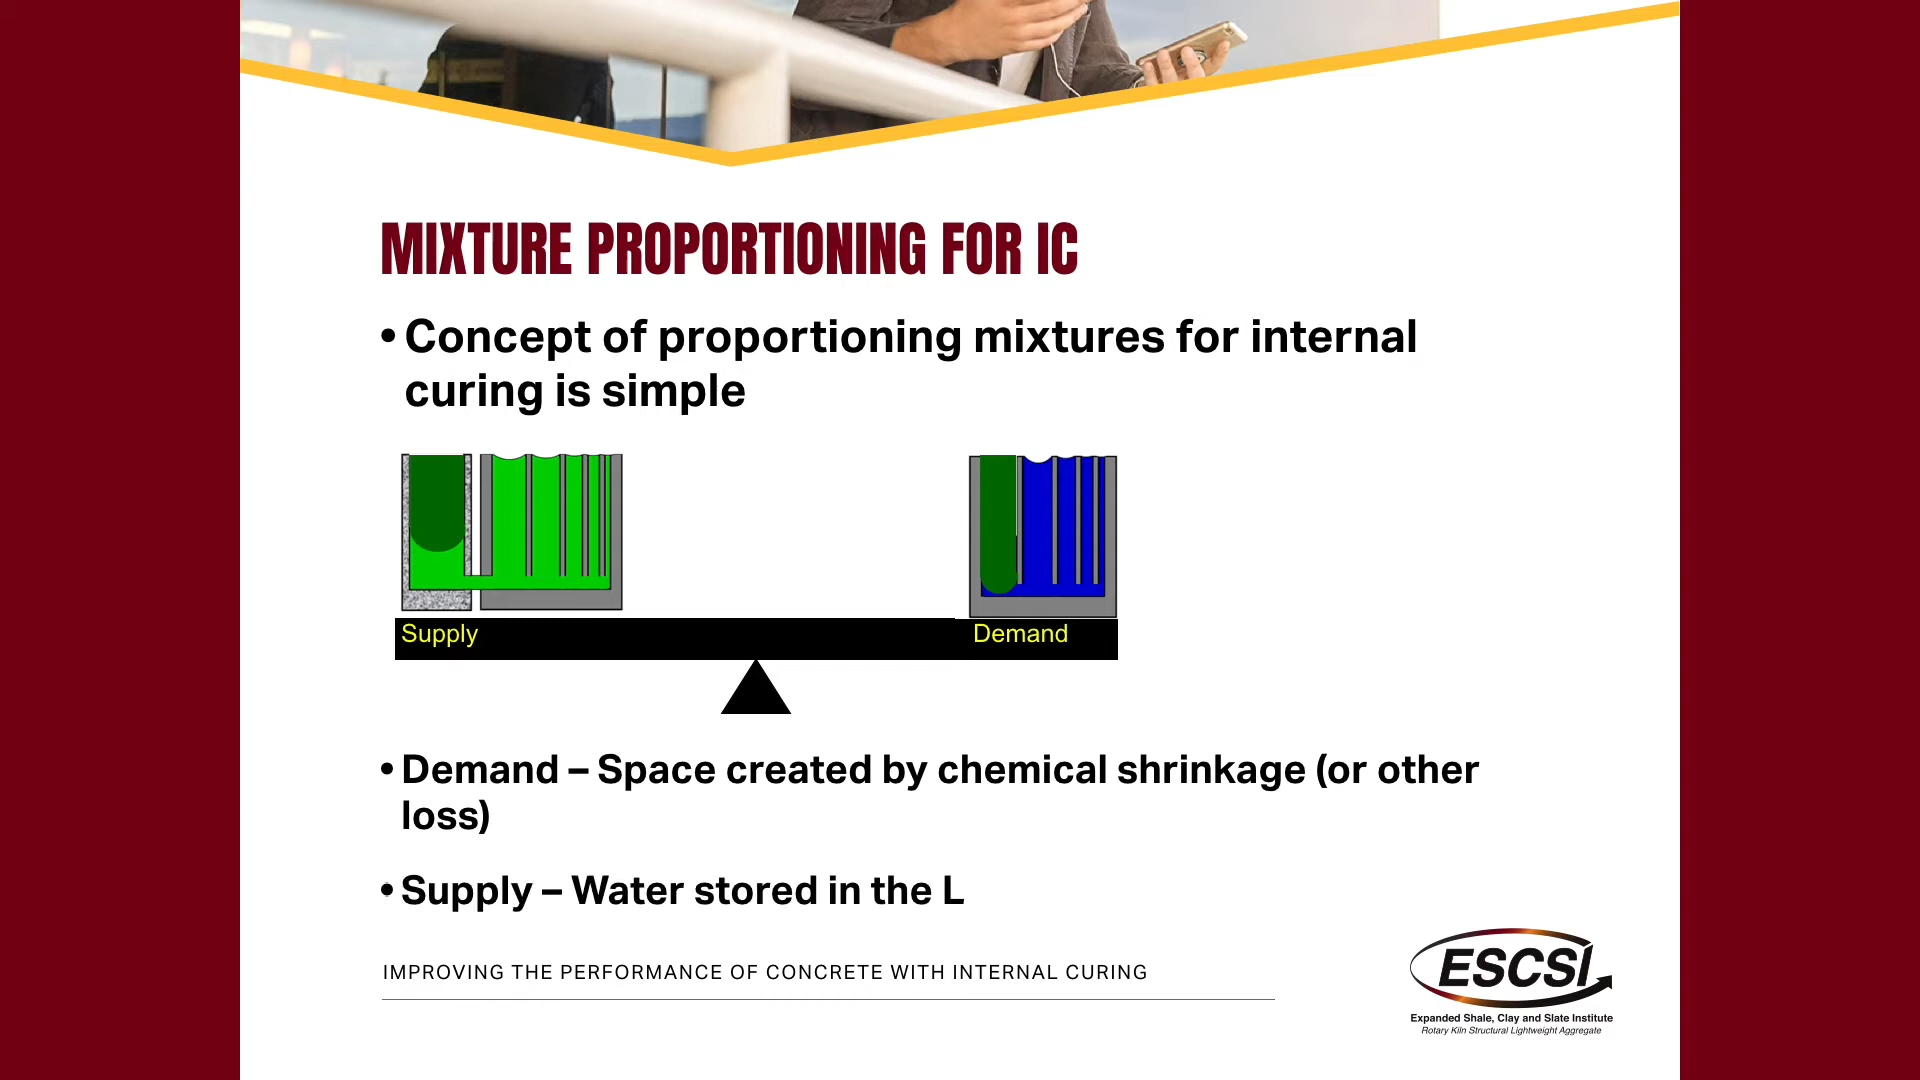 MIXTURE PROPORTIONING FOR IC
• Concept of proportioning mixtures for internal
curing is simple
Supply
Demand
• Demand – Space created by chemical shrinkage (or other
loss)
• Supply – Water stored in the L
IMPROVING THE PERFORMANCE OF CONCRETE WITH INTERNAL CURING
ESCSI
Expanded Shale, Clay and Slate Institute
Rotary Kiln Structural Lightweight Aggregate